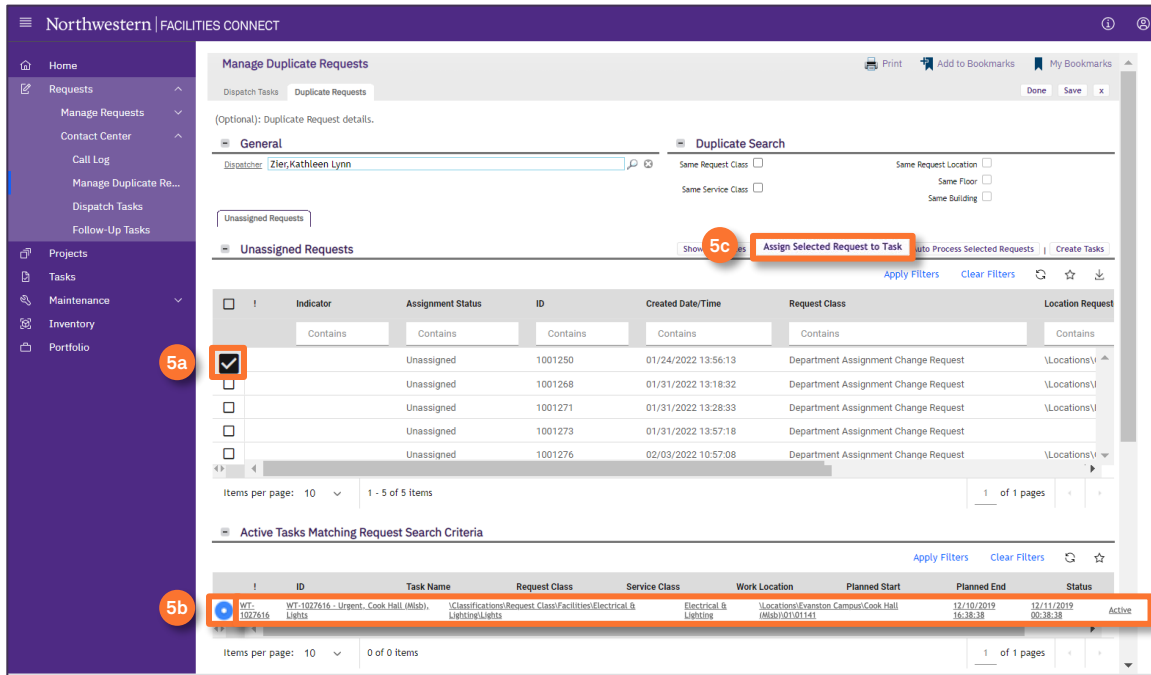 Northwestern | FACILITIES CONNECT
Home
Requests
Manage Requests
Contact Center
Call Log
Manage Duplicate Re...
Dispatch Tasks
Follow-Up Tasks
Projects
Tasks
Maintenance
Inventory
Portfolio
Manage Duplicate Requests
Print Add to Bookmarks My Bookmarks
Dispatch Tasks Duplicate Requests
Done Save x
(Optional): Duplicate Request details.
General
Dispatcher Zier,Kathleen Lynn
Duplicate Search
Same Request Class Same Request Location
Same Floor
Same Service Class
Same Building
Unassigned Requests
Unassigned Requests
5c
Assign Selected Request to Task
uto Process Selected Requests | Create Tasks
Apply Filters Clear Filters
! Indicator Assignment Status ID Created Date/Time Request Class Location Request
Contains Contains Contains Contains Contains Contains
5a
Unassigned 1001250 01/24/2022 13:56:13 Department Assignment Change Request \Locations\
Unassigned 1001268 01/31/2022 13:18:32 Department Assignment Change Request \Locations\
Unassigned 1001271 01/31/2022 13:28:33 Department Assignment Change Request \Locations\
Unassigned 1001273 01/31/2022 13:57:18 Department Assignment Change Request
Unassigned 1001276 02/03/2022 10:57:08 Department Assignment Change Request \Locations\
Items per page: 10 1 - 5 of 5 items 1 of 1 pages
Active Tasks Matching Request Search Criteria
Apply Filters Clear Filters
! ID Task Name Request Class Service Class Work Location Planned Start Planned End Status
5b
WT- WT-1027616 - Urgent, Cook Hall (Mlsb), \Classifications\Request Class\Facilities\Electrical & Electrical & \Locations\Evanston Campus\Cook Hall 12/10/2019 12/11/2019 Active
1027616 Lights Lighting\Lights Lighting (Mlsb)\01\01141 16:38:38 00:38:38
Items per page: 10 0 of 0 items 1 of 1 pages